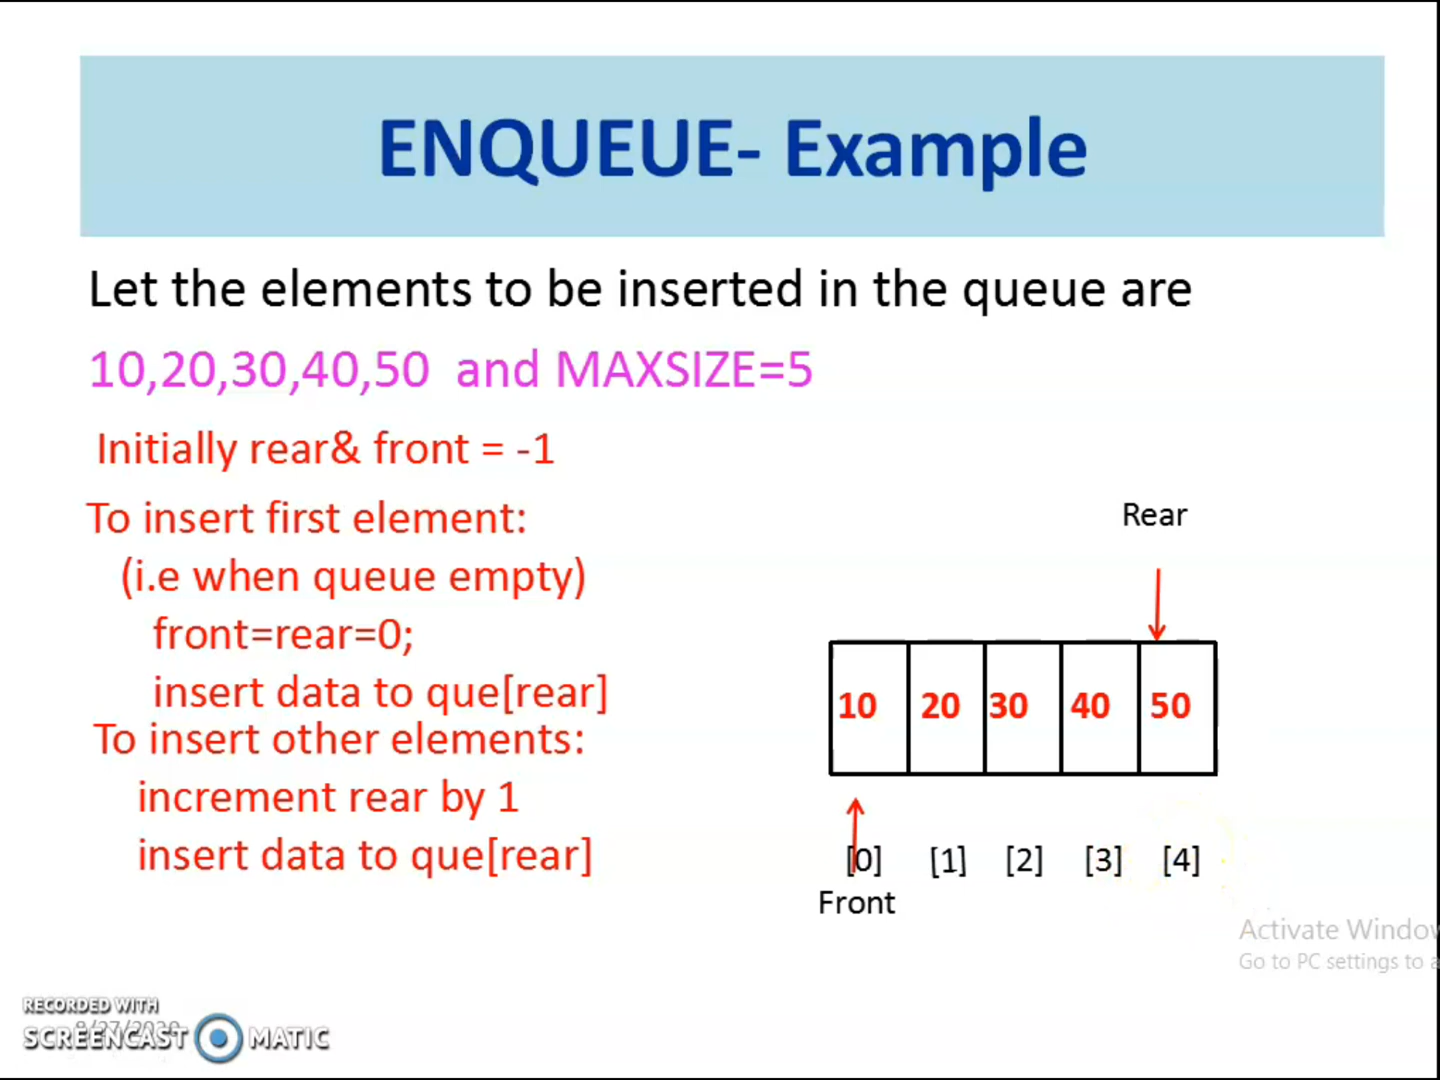 ENQUEUE- Example
Let the elements to be inserted in the queue are
10,20,30,40,50 and MAXSIZE=5
Initially rear& front = -1
To insert first element:
(i.e when queue empty)
front=rear=0;
insert data to que[rear]
To insert other elements:
increment rear by 1
insert data to que[rear]
Rear
10 20 30 40 50
[0] [1] [2] [3] [4]
Front
Activate Window
Go to PC settings to a
RECORDED WITH
SCREENCAST MATIC